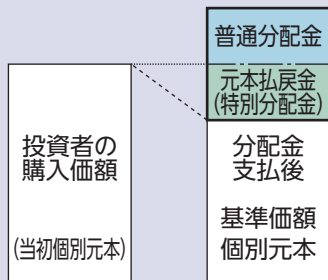 普通分配金
元本払戻金
(特別分配金)
投資者の
購入価額
(当初個別元本)
分配金
支払後
基準価額
個別元本